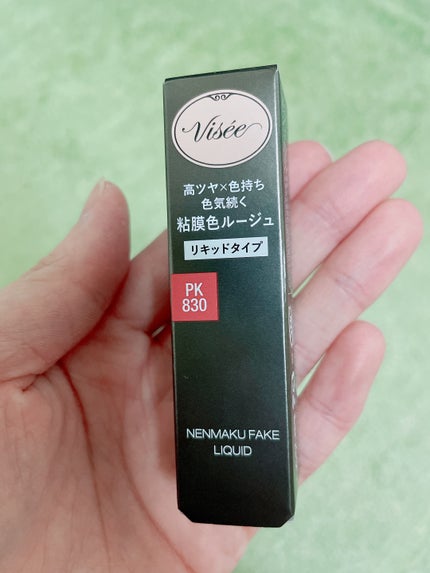 Visée
高ツヤ×色持ち
色気続く
粘膜色ルージュ
リキッドタイプ
PK
830
NENMAKU FAKE
LIQUID